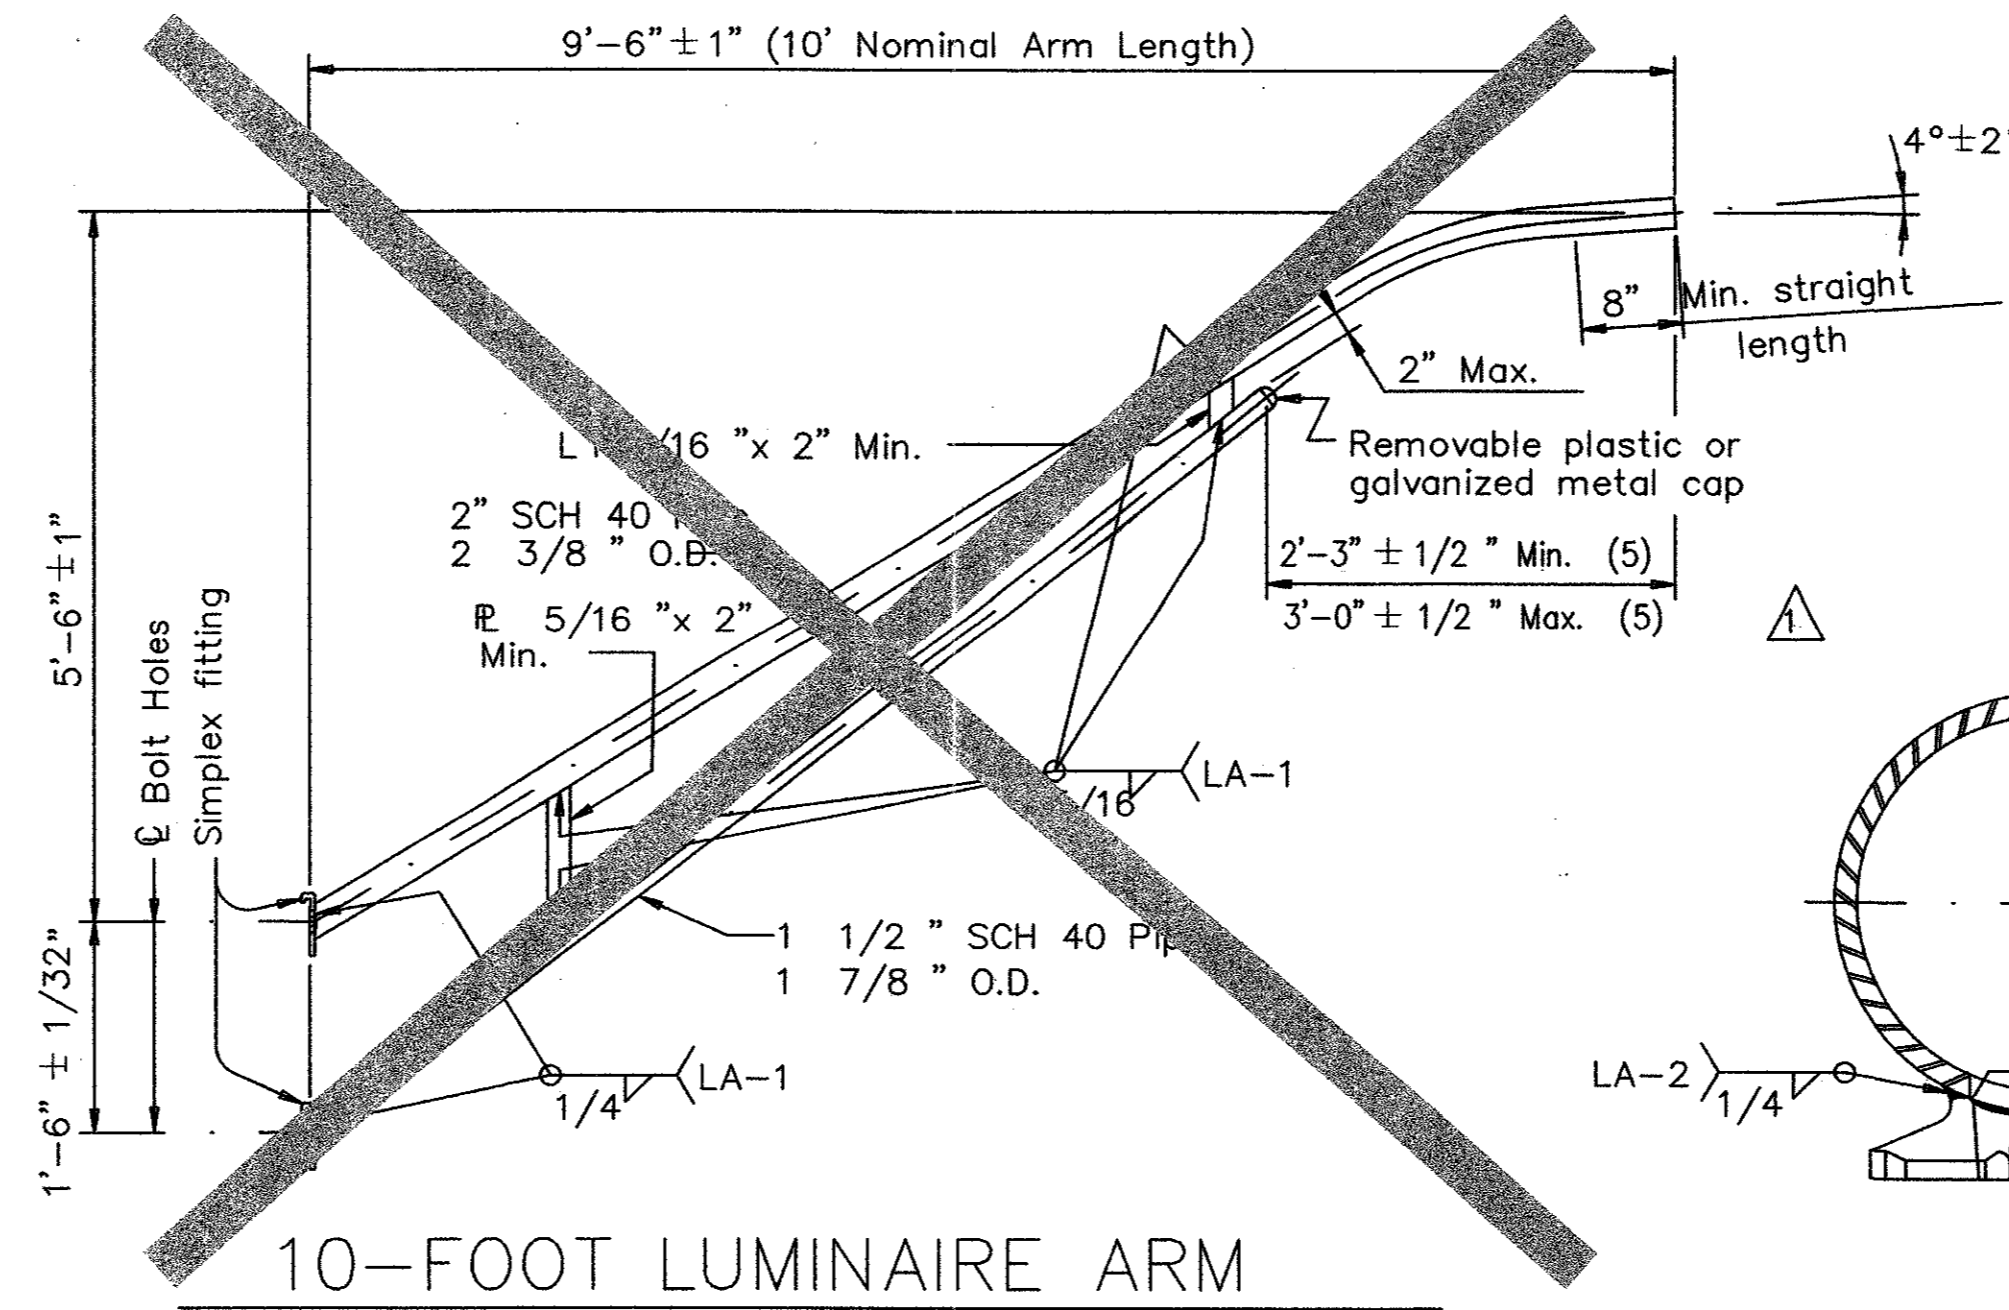 9'-6" ± 1" (10' Nominal Arm Length)
4° ± 2°
8" Min. straight
length
2" Max.
/16 "x 2" Min.
Removable plastic or
galvanized metal cap
2" SCH 40
2 3/8 " O.D.
2'-3" ± 1/2 " Min. (5)
3'-0" ± 1/2 " Max. (5)
1
℄ Bolt Holes
Simplex fitting
5'-6" ± 1"
1'-6" ± 1/32"
PL 5/16 "x 2"
Min.
/16
LA-1
1 1/2 " SCH 40 Pip
1 7/8 " O.D.
1/4
LA-1
LA-2
1/4
10-FOOT LUMINAIRE ARM